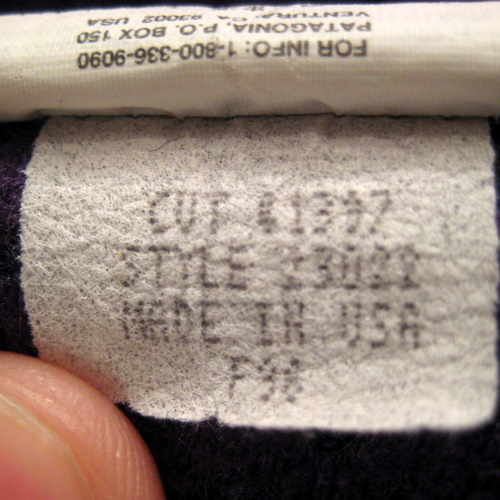 FOR INFO: 1-800-336-9090
PATAGONIA, P.O. BOX 150
VENTURA, CA 93002 USA
CUT
STYLE
MADE IN USA